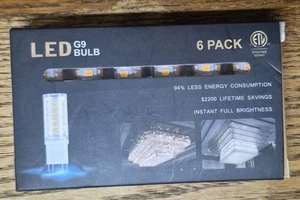 LED G9
BULB
6 PACK
94% LESS ENERGY CONSUMPTION
$2200 LIFETIME SAVINGS
INSTANT FULL BRIGHTNESS